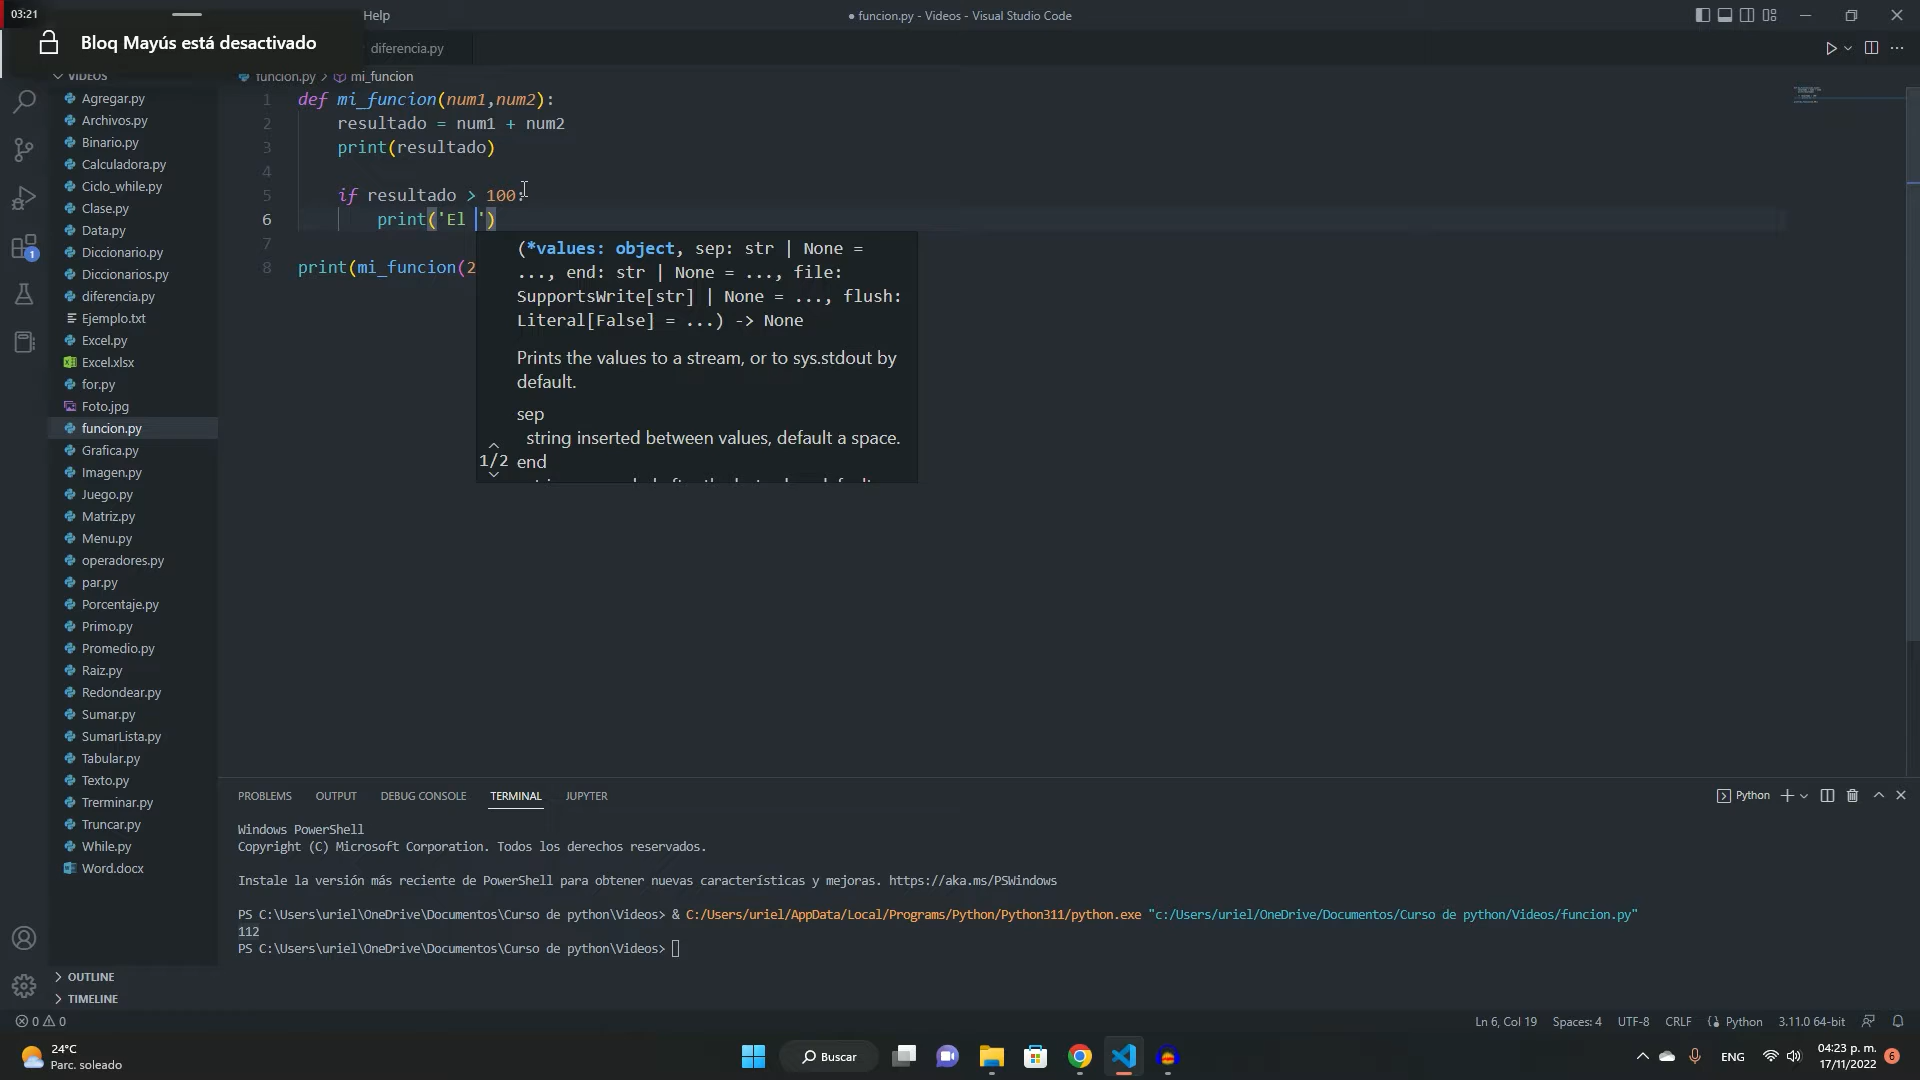 03:21
Help
● funcion.py - Videos - Visual Studio Code
Bloq Mayús está desactivado
diferencia.py
VIDEOS
funcion.py > mi_funcion
Agregar.py
Archivos.py
Binario.py
Calculadora.py
Ciclo_while.py
Clase.py
Data.py
Diccionario.py
Diccionarios.py
diferencia.py
Ejemplo.txt
Excel.py
Excel.xlsx
for.py
Foto.jpg
funcion.py
Grafica.py
Imagen.py
Juego.py
Matriz.py
Menu.py
operadores.py
par.py
Porcentaje.py
Primo.py
Promedio.py
Raiz.py
Redondear.py
Sumar.py
SumarLista.py
Tabular.py
Texto.py
Trerminar.py
Truncar.py
While.py
Word.docx
OUTLINE
TIMELINE
1
1 def mi_funcion(num1,num2):
2 resultado = num1 + num2
3 print(resultado)
4
5 if resultado > 100:
6 print('El ')
7
8 print(mi_funcion(2
(*values: object, sep: str | None =
..., end: str | None = ..., file:
SupportsWrite[str] | None = ..., flush:
Literal[False] = ...) -> None
Prints the values to a stream, or to sys.stdout by
default.
sep
string inserted between values, default a space.
1/2 end
PROBLEMS OUTPUT DEBUG CONSOLE TERMINAL JUPYTER
Python
Windows PowerShell
Copyright (C) Microsoft Corporation. Todos los derechos reservados.
Instale la versión más reciente de PowerShell para obtener nuevas características y mejoras. https://aka.ms/PSWindows
PS C:\Users\uriel\OneDrive\Documentos\Curso de python\Videos> & C:/Users/uriel/AppData/Local/Programs/Python/Python311/python.exe "c:/Users/uriel/OneDrive/Documentos/Curso de python/Videos/funcion.py"
112
PS C:\Users\uriel\OneDrive\Documentos\Curso de python\Videos>
0 0
Ln 6, Col 19 Spaces: 4 UTF-8 CRLF Python 3.11.0 64-bit
24°C
Parc. soleado
Buscar
ENG
04:23 p. m.
17/11/2022
6